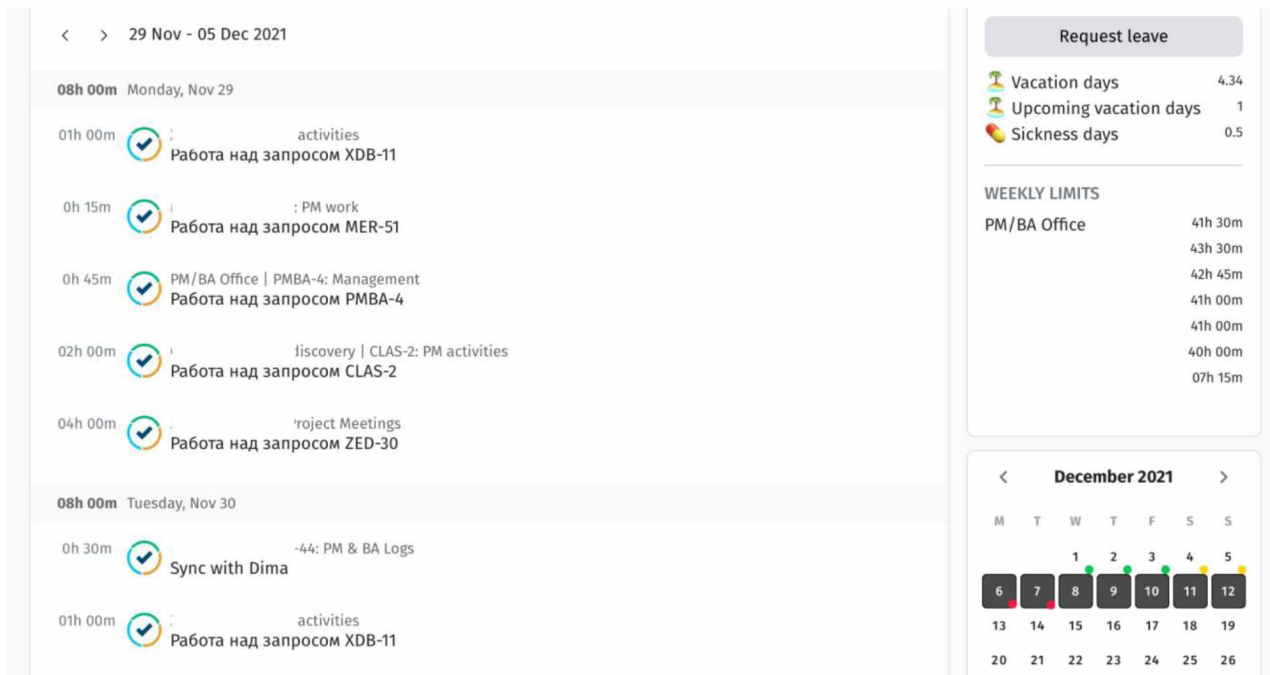 29 Nov - 05 Dec 2021
08h 00m Monday, Nov 29
01h 00m activities
Работа над запросом XDB-11
0h 15m : PM work
Работа над запросом MER-51
0h 45m PM/BA Office | PMBA-4: Management
Работа над запросом PMBA-4
02h 00m discovery | CLAS-2: PM activities
Работа над запросом CLAS-2
04h 00m Project Meetings
Работа над запросом ZED-30
08h 00m Tuesday, Nov 30
0h 30m -44: PM & BA Logs
Sync with Dima
01h 00m activities
Работа над запросом XDB-11
Request leave
Vacation days 4.34
Upcoming vacation days 1
Sickness days 0.5
WEEKLY LIMITS
PM/BA Office 41h 30m
43h 30m
42h 45m
41h 00m
41h 00m
40h 00m
07h 15m
December 2021
M T W T F S S
1 2 3 4 5
6 7 8 9 10 11 12
13 14 15 16 17 18 19
20 21 22 23 24 25 26